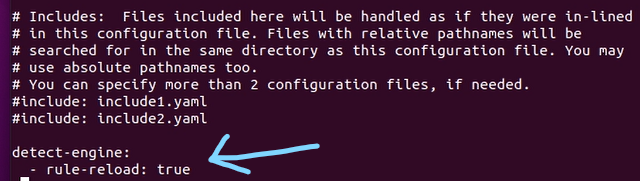 # Includes:  Files included here will be handled as if they were in-lined
# in this configuration file. Files with relative pathnames will be
# searched for in the same directory as this configuration file. You may
# use absolute pathnames too.
# You can specify more than 2 configuration files, if needed.
#include: include1.yaml
#include: include2.yaml
detect-engine:
  - rule-reload: true